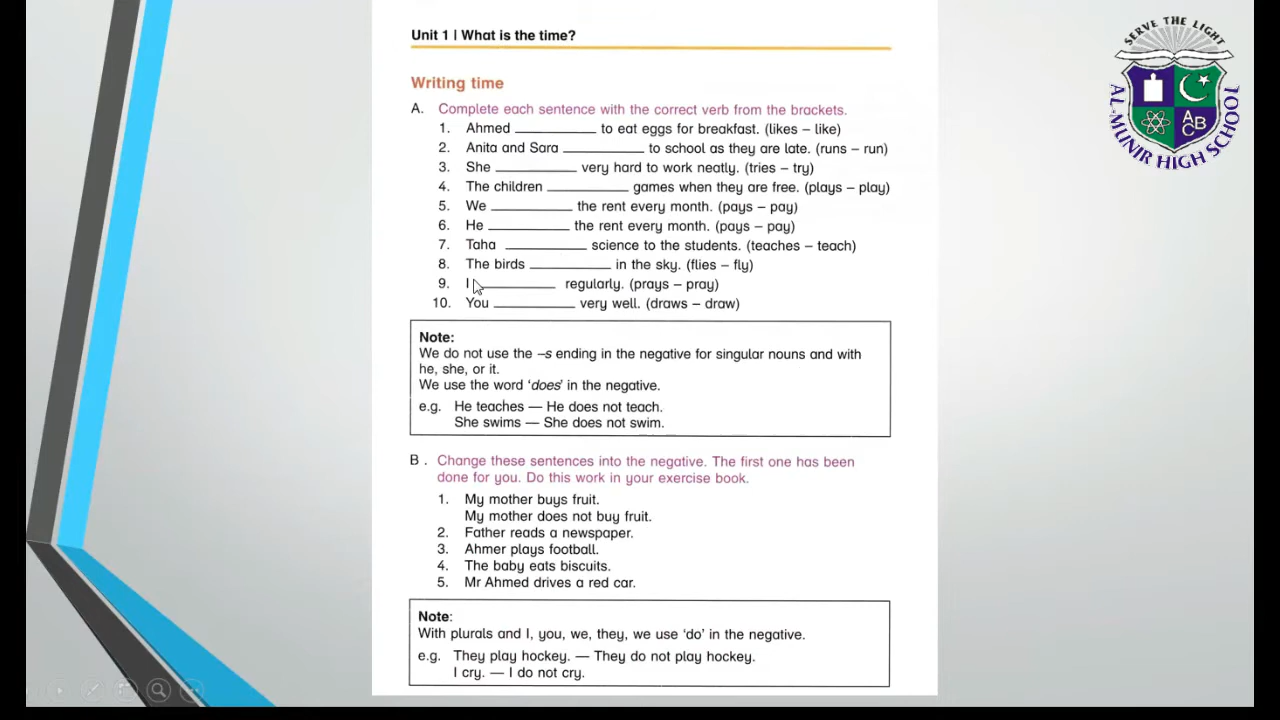 Unit 1 | What is the time?
Writing time
A. Complete each sentence with the correct verb from the brackets.
1. Ahmed ____________ to eat eggs for breakfast. (likes – like)
2. Anita and Sara ____________ to school as they are late. (runs – run)
3. She ____________ very hard to work neatly. (tries – try)
4. The children ____________ games when they are free. (plays – play)
5. We ____________ the rent every month. (pays – pay)
6. He ____________ the rent every month. (pays – pay)
7. Taha ____________ science to the students. (teaches – teach)
8. The birds ____________ in the sky. (flies – fly)
9. I ____________ regularly. (prays – pray)
10. You ____________ very well. (draws – draw)
Note:
We do not use the –s ending in the negative for singular nouns and with
he, she, or it.
We use the word ‘does’ in the negative.
e.g. He teaches — He does not teach.
She swims — She does not swim.
B . Change these sentences into the negative. The first one has been
done for you. Do this work in your exercise book.
1. My mother buys fruit.
My mother does not buy fruit.
2. Father reads a newspaper.
3. Ahmer plays football.
4. The baby eats biscuits.
5. Mr Ahmed drives a red car.
Note:
With plurals and I, you, we, they, we use ‘do’ in the negative.
e.g. They play hockey. — They do not play hockey.
I cry. — I do not cry.
SERVE THE LIGHT
A B C
AL-MUNIR HIGH SCHOOL